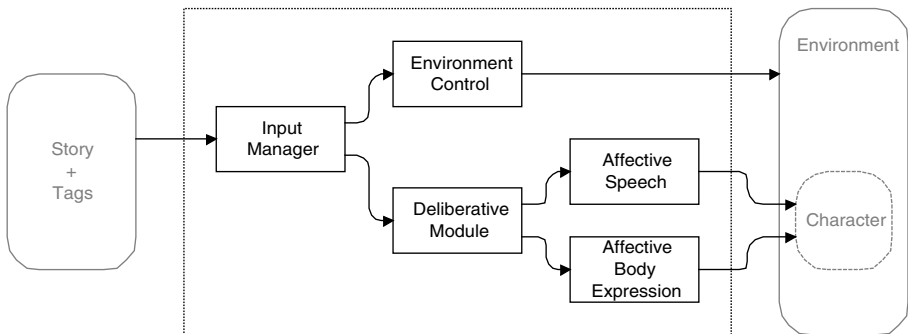 Story
+
Tags
Input
Manager
Environment
Control
Deliberative
Module
Affective
Speech
Affective
Body
Expression
Environment
Character